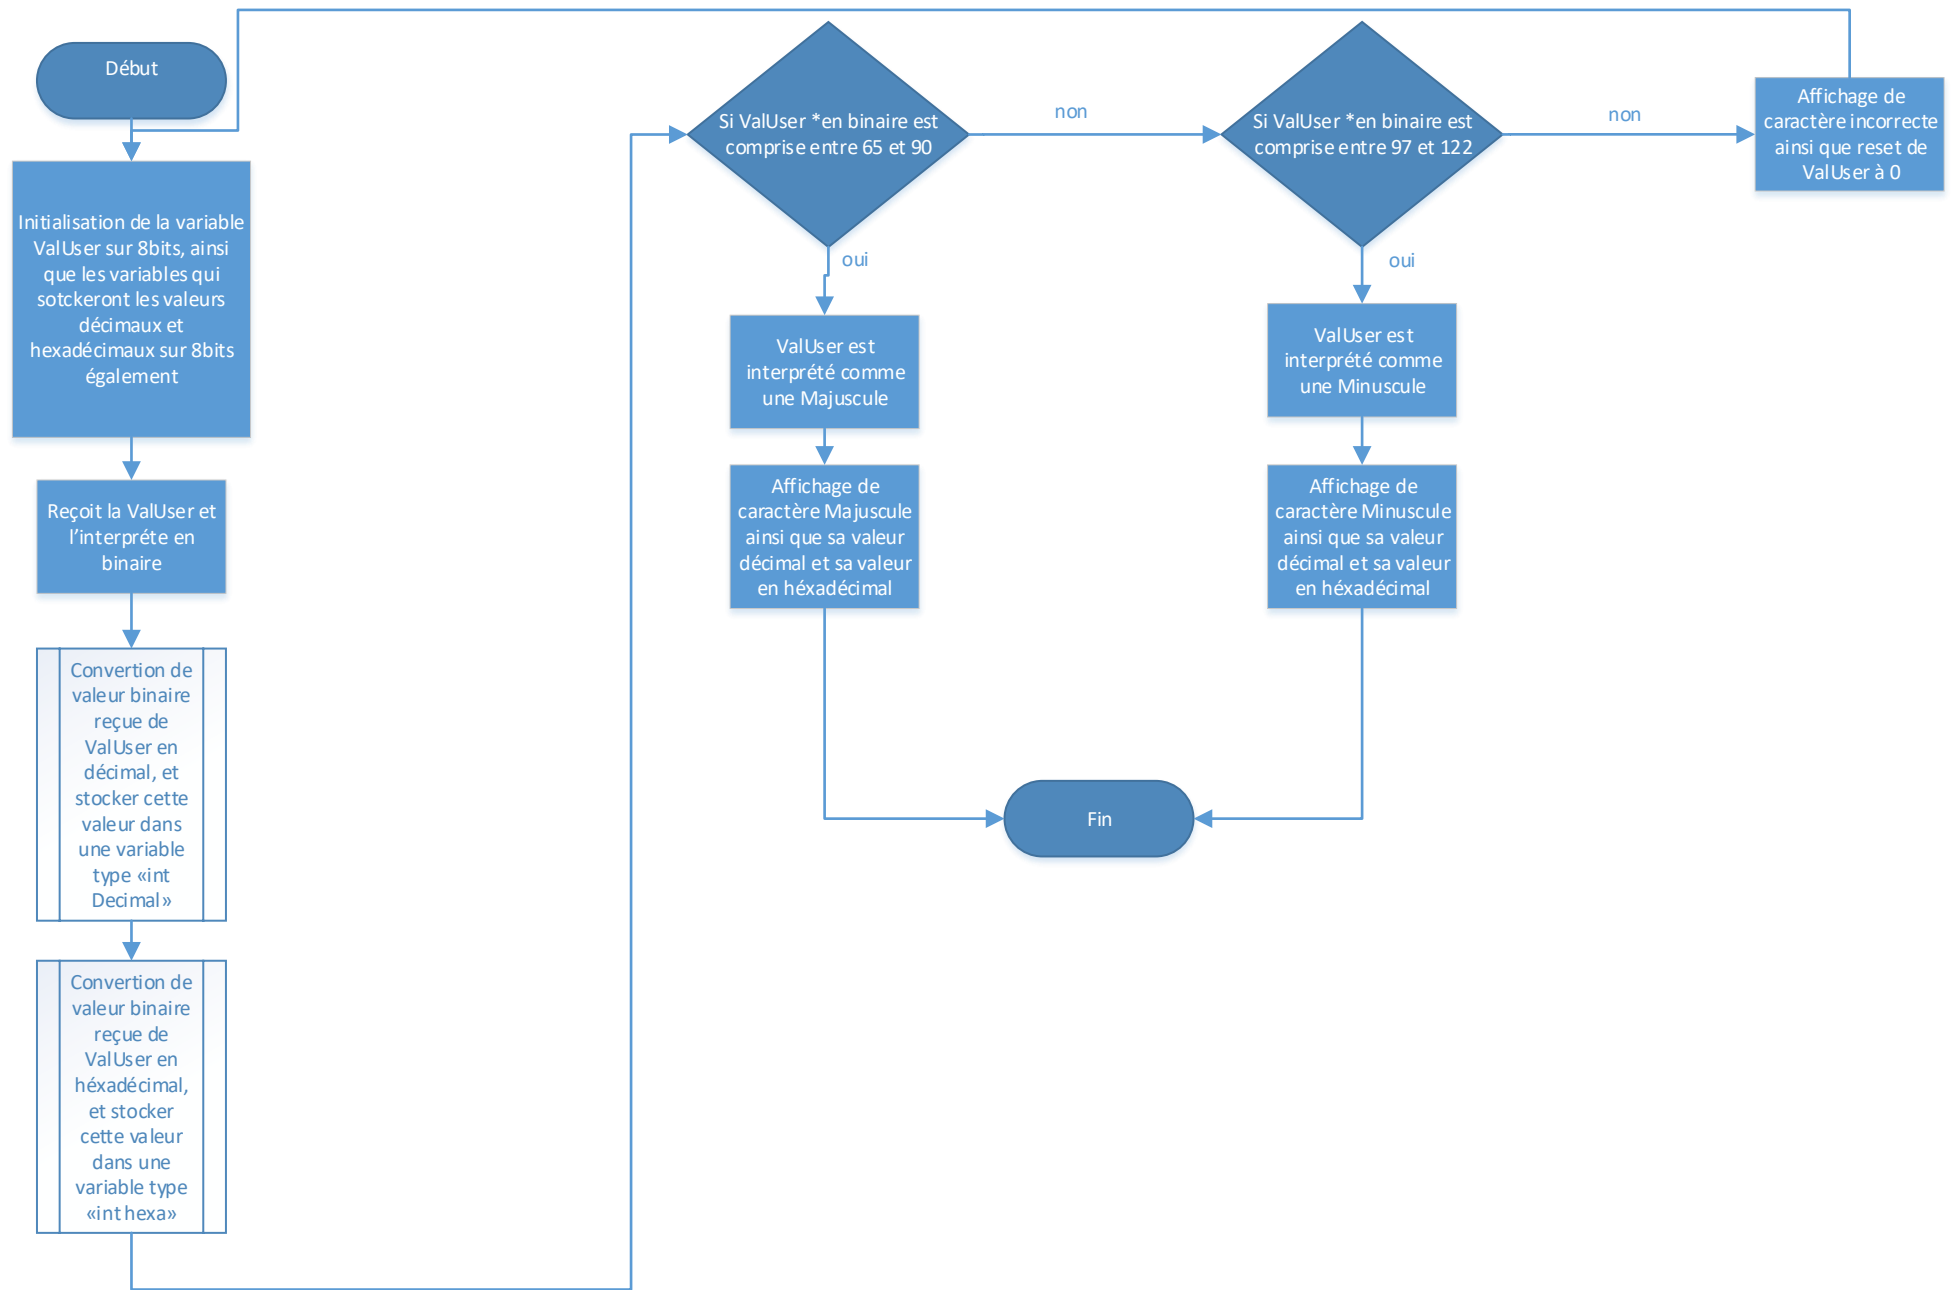 Début
Initialisation de la variable
ValUser sur 8bits, ainsi
que les variables qui
sotckeront les valeurs
décimaux et
hexadécimaux sur 8bits
également
Reçoit la ValUser et
l’interpréte en
binaire
Convertion de
valeur binaire
reçue de
ValUser en
décimal, et
stocker cette
valeur dans
une variable
type «int
Decimal»
Convertion de
valeur binaire
reçue de
ValUser en
héxadécimal,
et stocker
cette valeur
dans une
variable type
«int hexa»
Si ValUser *en binaire est
comprise entre 65 et 90
non
oui
ValUser est
interprété comme
une Majuscule
Affichage de
caractère Majuscule
ainsi que sa valeur
décimal et sa valeur
en héxadécimal
Si ValUser *en binaire est
comprise entre 97 et 122
non
oui
ValUser est
interprété comme
une Minuscule
Affichage de
caractère Minuscule
ainsi que sa valeur
décimal et sa valeur
en héxadécimal
Affichage de
caractère incorrecte
ainsi que reset de
ValUser à 0
Fin